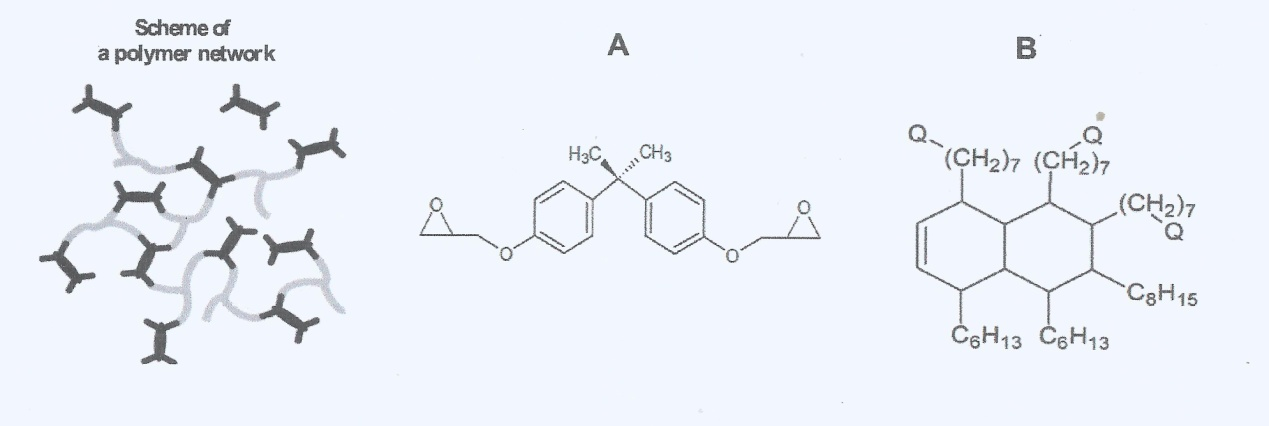 Scheme of
a polymer network
A
B
H₃C
CH₃
O
O
O
O
Q
(CH₂)₇
Q
(CH₂)₇
(CH₂)₇
Q
C₈H₁₅
C₆H₁₃
C₆H₁₃